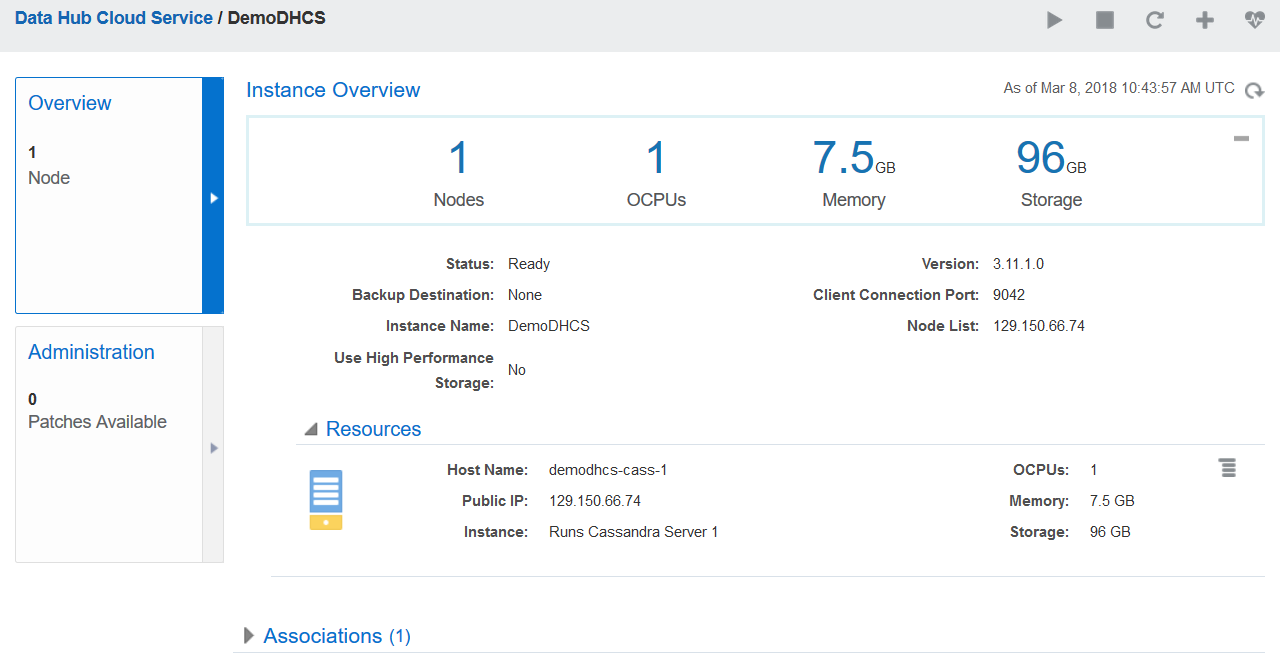 Data Hub Cloud Service / DemoDHCS
Overview
1
Node
Administration
0
Patches Available
Instance Overview
As of Mar 8, 2018 10:43:57 AM UTC
1 1 7.5GB 96GB
Nodes OCPUs Memory Storage
Status: Ready
Backup Destination: None
Instance Name: DemoDHCS
Use High Performance
Storage: No
Version: 3.11.1.0
Client Connection Port: 9042
Node List: 129.150.66.74
Resources
Host Name: demodhcs-cass-1
Public IP: 129.150.66.74
Instance: Runs Cassandra Server 1
OCPUs: 1
Memory: 7.5 GB
Storage: 96 GB
Associations (1)